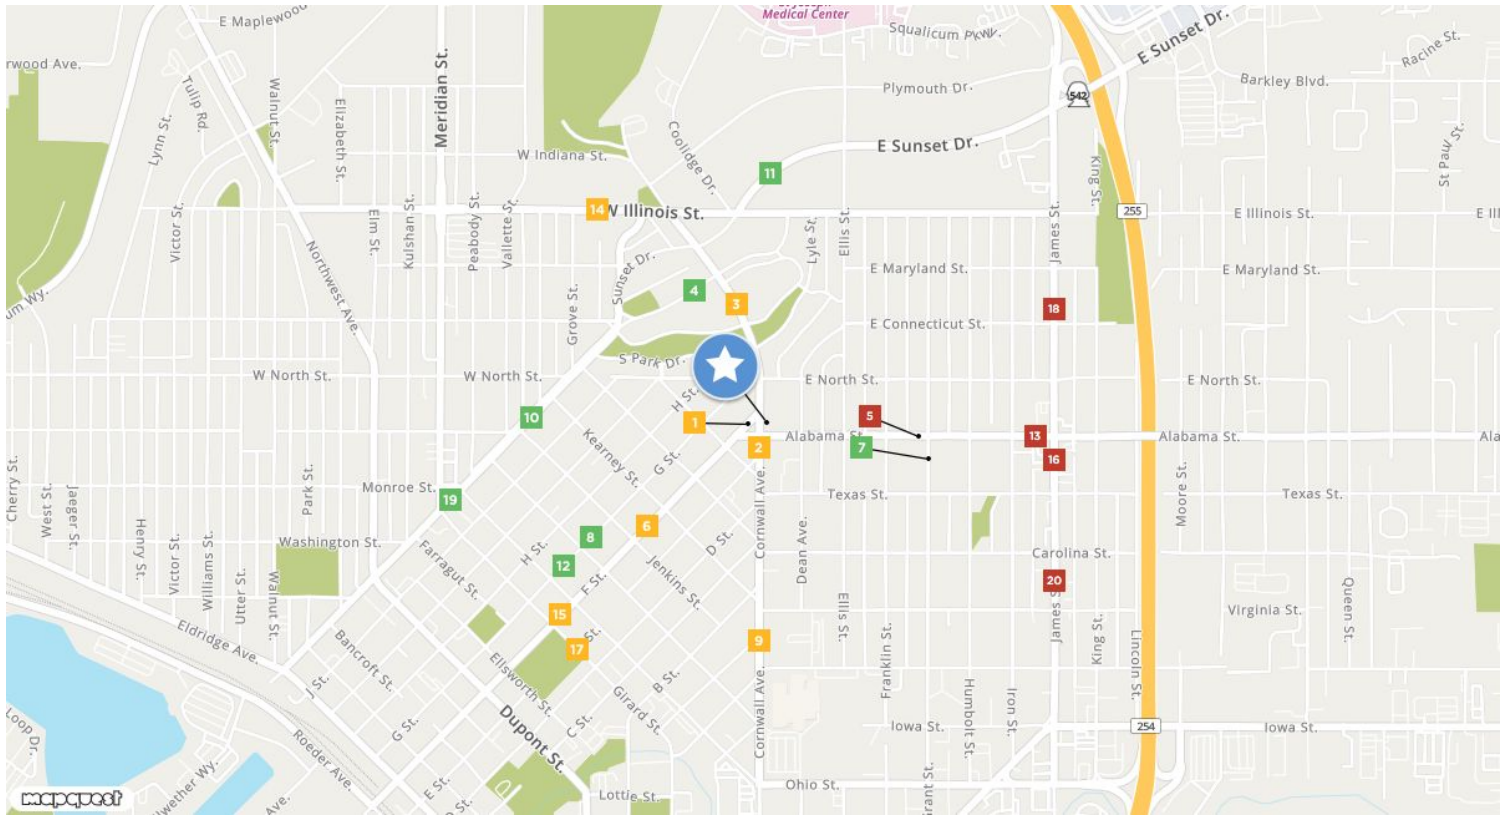 Medical Center
E Maplewood
Squalicum Pkwy.
E Sunset Dr.
Racine St.
rwood Ave.
Meridian St.
Tulip Rd.
Walnut St.
Elizabeth St.
Plymouth Dr.
542
Barkley Blvd.
Lynn St.
Coolidge Dr.
E Sunset Dr.
W Indiana St.
King St.
St Paul St.
11
14
W Illinois St.
255
E Illinois St.
E Ill
Victor St.
Elm St.
Kulshan St.
Peabody St.
Vallette St.
Lyle St.
Ellis St.
James St.
Northwest Ave.
Sunset Dr.
E Maryland St.
E Maryland St.
um Wy.
Grove St.
4
3
18
E Connecticut St.
S Park Dr.
W North St.
W North St.
E North St.
E North St.
H St.
10
1
5
Alabama St.
13
Alabama St.
Ala
2
7
16
Kearney St.
G St.
Cherry St.
West St.
Jaeger St.
Park St.
Monroe St.
19
Texas St.
Moore St.
Texas St.
Henry St.
Washington St.
6
8
H St.
D St.
Cornwall Ave.
Dean Ave.
Victor St.
Williams St.
Utter St.
Walnut St.
Farragut St.
12
F St.
Jenkins St.
Carolina St.
20
Queen St.
15
Ellis St.
Franklin St.
James St.
King St.
Lincoln St.
Virginia St.
Eldridge Ave.
Bancroft St.
17
St.
9
J St.
Ellsworth St.
B St.
Girard St.
Cornwall Ave.
Humbolt St.
Iron St.
G St.
Dupont St.
C St.
Iowa St.
254
Iowa St.
Loop Dr.
Roeder Ave.
E St.
Lottie St.
Ohio St.
Grant St.
llwether Wy.
Ave.
St.
mapquest